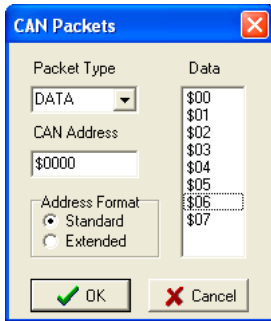 CAN Packets
Packet Type
DATA
CAN Address
$0000
Address Format
Standard
Extended
Data
$00
$01
$02
$03
$04
$05
$06
$07
OK
Cancel